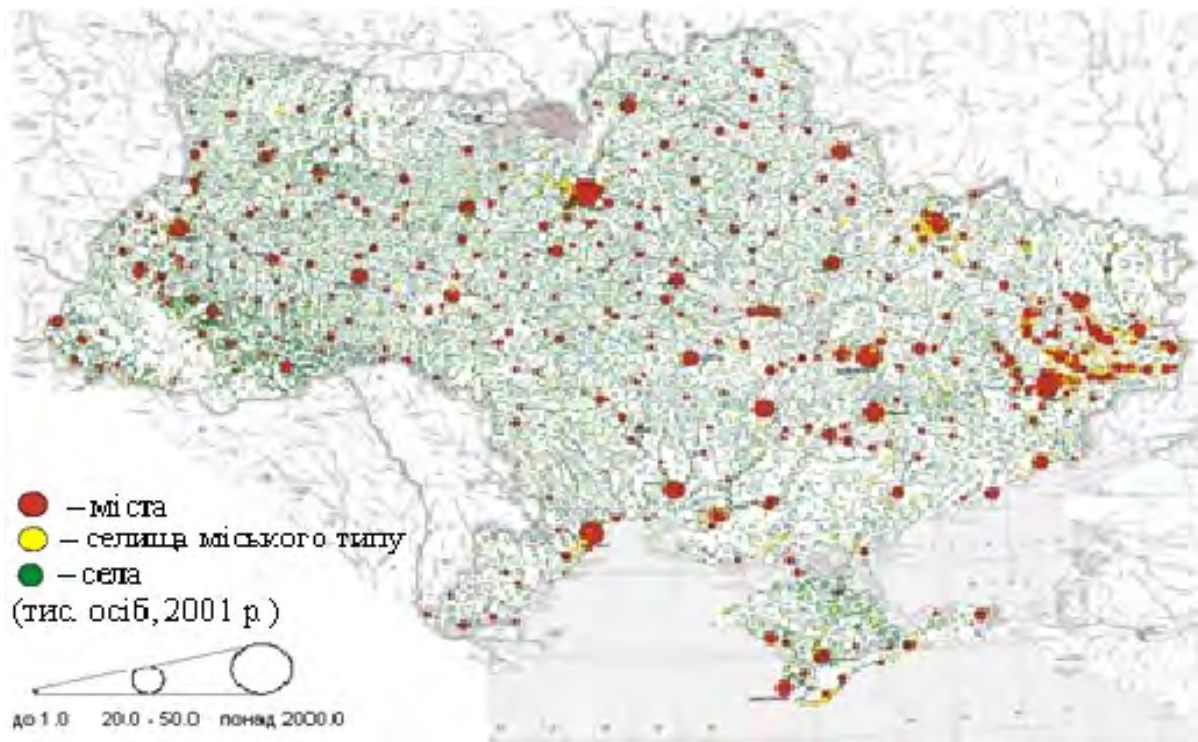 – міста
– селища міського типу
– села
(тис. осіб, 2001 р.)
до 1.0 20.0 - 50.0 понад 2000.0